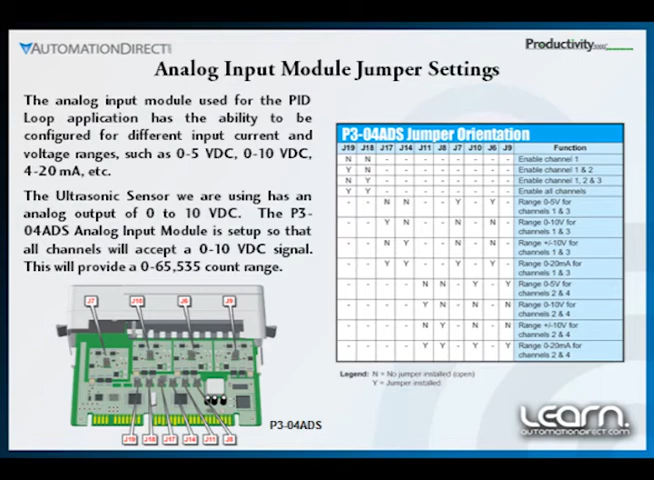 AUTOMATIONDIRECT
Productivity3000
Analog Input Module Jumper Settings
The analog input module used for the PID
Loop application has the ability to be
configured for different input current and
voltage ranges, such as 0-5 VDC, 0-10 VDC,
4-20 mA, etc.
The Ultrasonic Sensor we are using has an
analog output of 0 to 10 VDC. The P3-
04ADS Analog Input Module is setup so that
all channels will accept a 0-10 VDC signal.
This will provide a 0-65,535 count range.
P3-04ADS Jumper Orientation
J19 J18 J17 J14 J11 J8 J7 J10 J6 J9 Function
N N - - - - - - - - Enable channel 1
Y N - - - - - - - - Enable channel 1 & 2
N Y - - - - - - - - Enable channel 1, 2 & 3
Y Y - - - - - - - - Enable all channels
- - N N - - Y - Y - Range 0-5V for
channels 1 & 3
- - Y N - - N - N - Range 0-10V for
channels 1 & 3
- - N Y - - N - N - Range +/-10V for
channels 1 & 3
- - Y Y - - Y - Y - Range 0-20mA for
channels 1 & 3
- - - - N N - Y - Y Range 0-5V for
channels 2 & 4
- - - - Y N - N - N Range 0-10V for
channels 2 & 4
- - - - N Y - N - N Range +/-10V for
channels 2 & 4
- - - - Y Y - Y - Y Range 0-20mA for
channels 2 & 4
Legend: N = No jumper installed (open)
Y = Jumper installed
J7 J10 J6 J9
J19 J18 J17 J14 J11 J8
P3-04ADS
LEARN.
AUTOMATIONDIRECT.COM